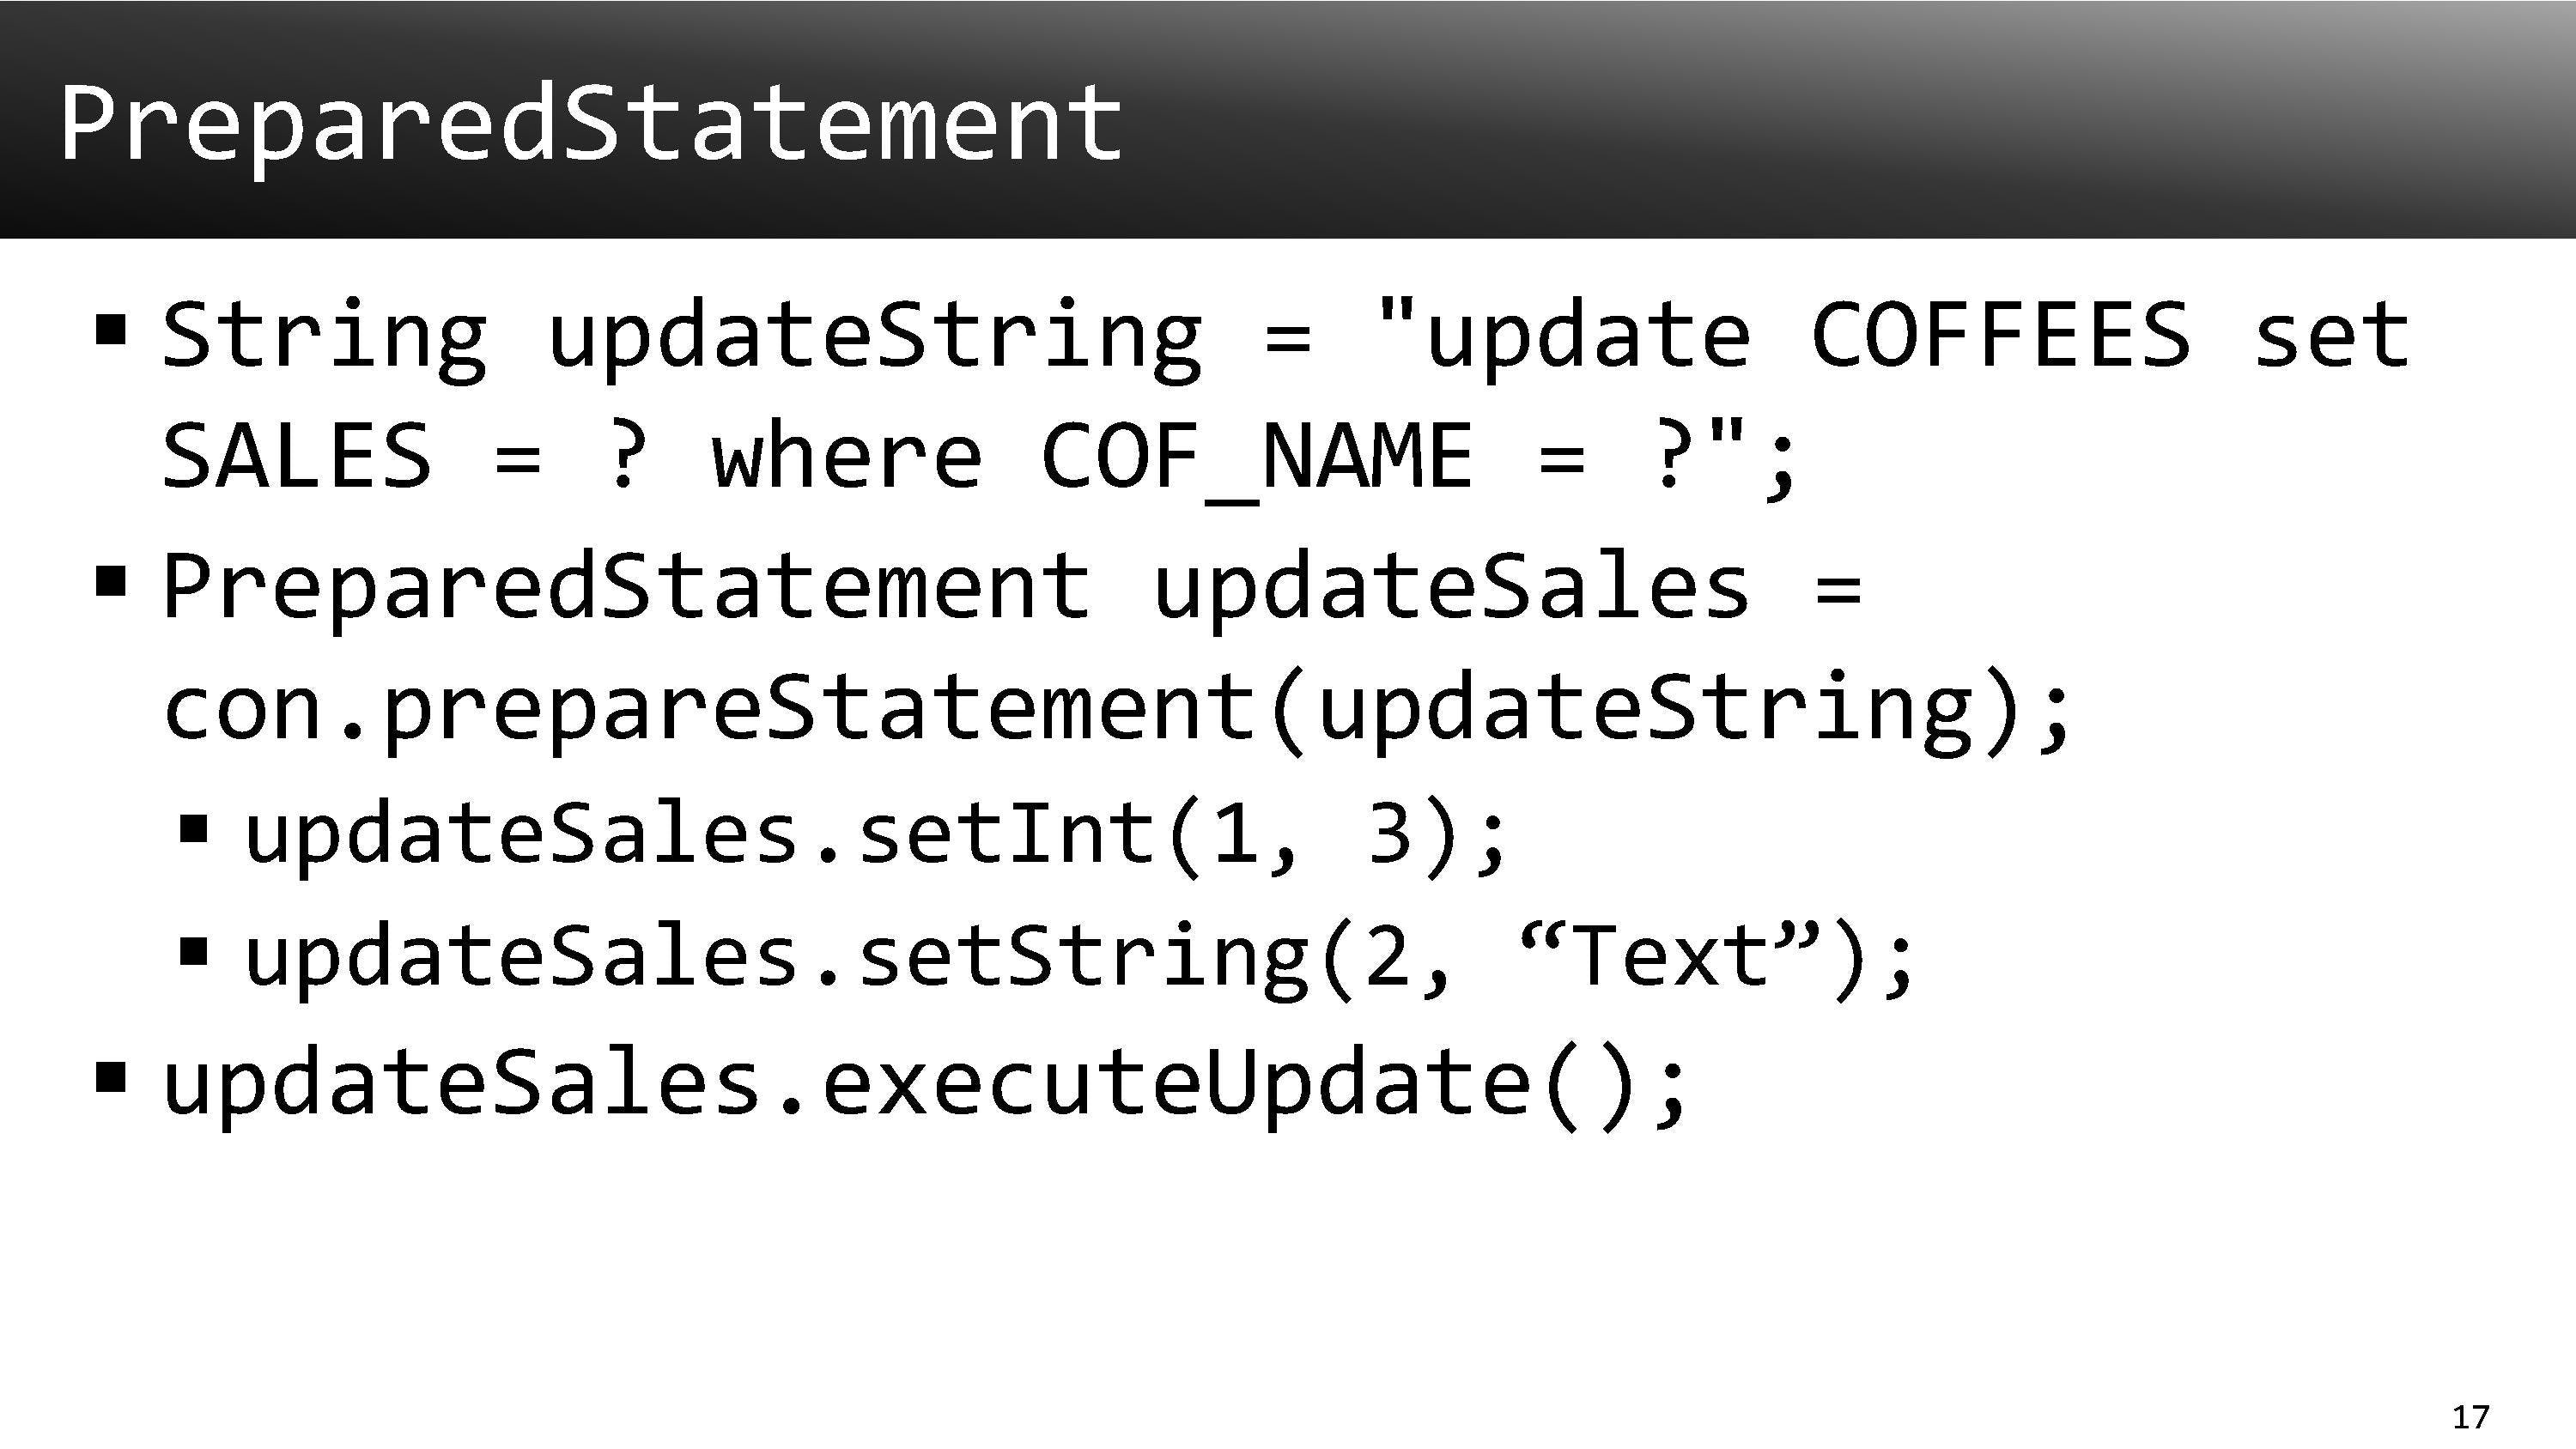 PreparedStatement
▪ String updateString = "update COFFEES set
SALES = ? where COF_NAME = ?";
▪ PreparedStatement updateSales =
con.prepareStatement(updateString);
▪ updateSales.setInt(1, 3);
▪ updateSales.setString(2, “Text”);
▪ updateSales.executeUpdate();
17